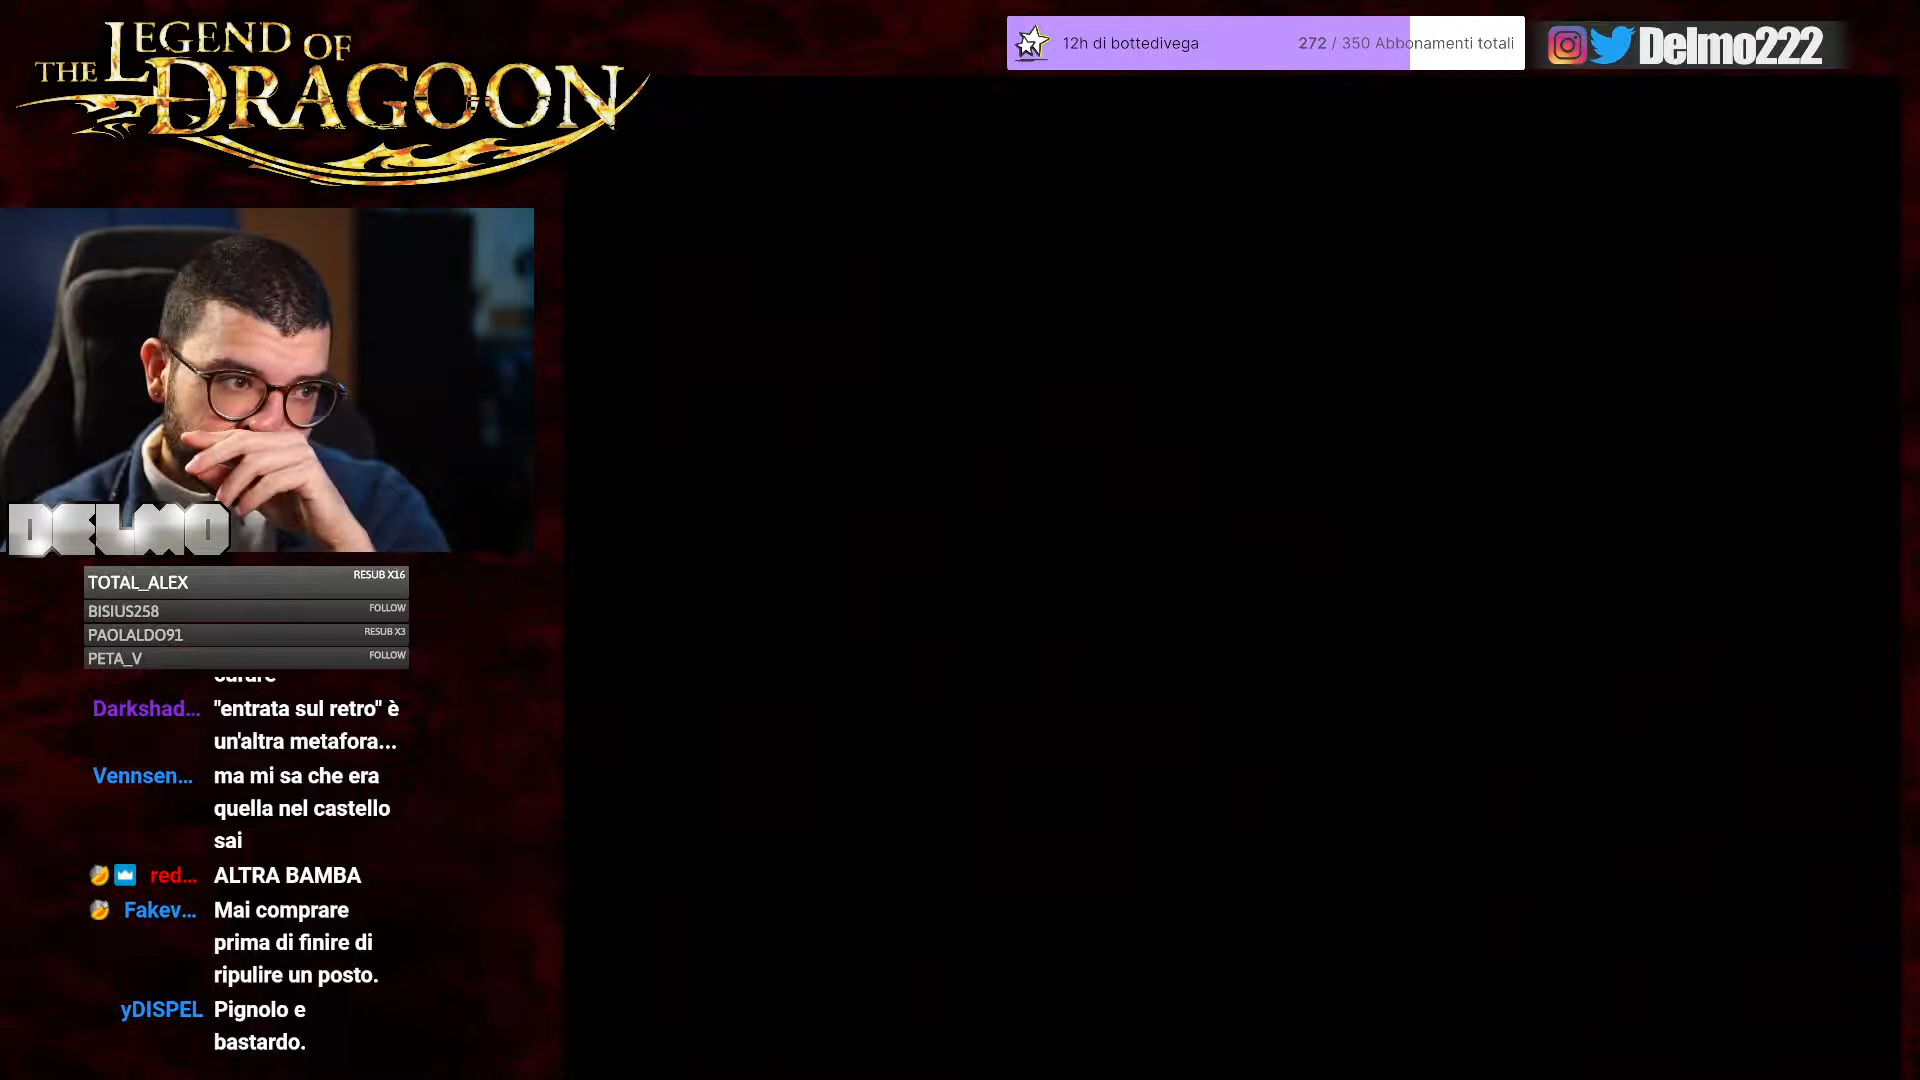 THE LEGEND OF
DRAGOON
12h di bottedivega 272 / 350 Abbonamenti totali
Delmo222
DELMO
TOTAL_ALEX RESUB X16
BISIUS258 FOLLOW
PAOLALDO91 RESUB X3
PETA_V FOLLOW
Darkshad... "entrata sul retro" è
un'altra metafora...
Vennsen... ma mi sa che era
quella nel castello
sai
red... ALTRA BAMBA
Fakev... Mai comprare
prima di finire di
ripulire un posto.
yDISPEL Pignolo e
bastardo.